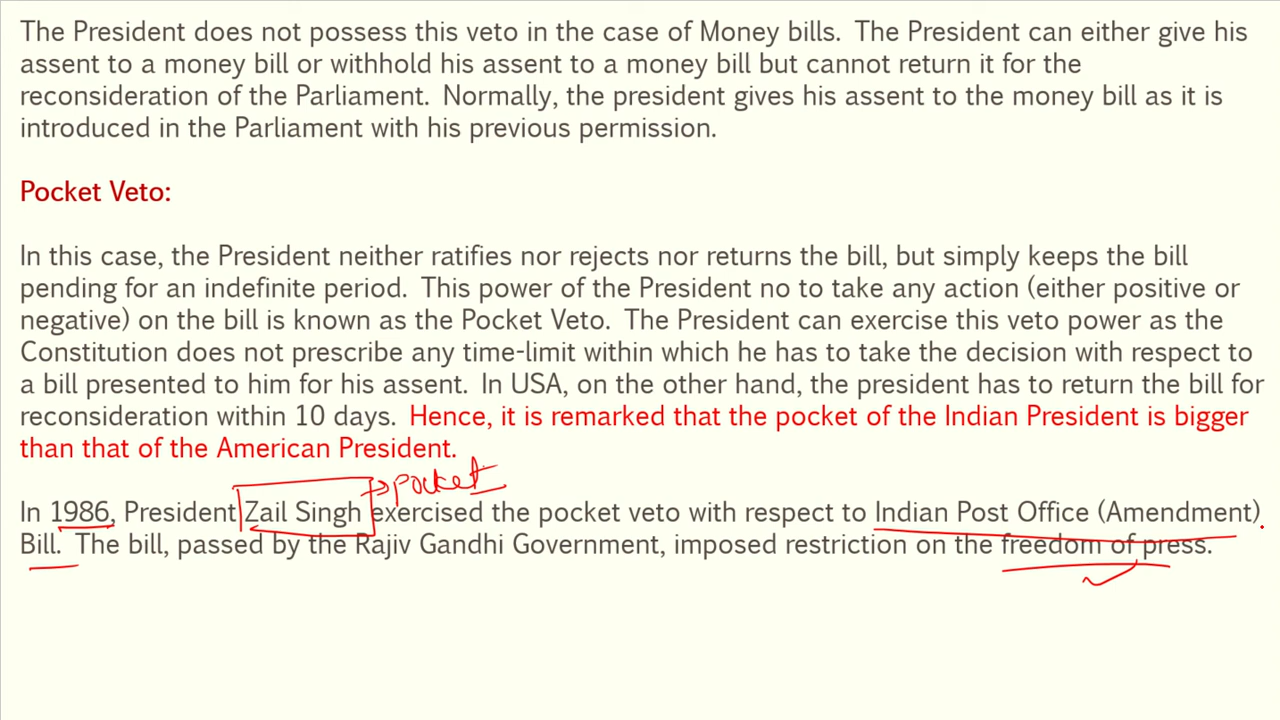 The President does not possess this veto in the case of Money bills. The President can either give his
assent to a money bill or withhold his assent to a money bill but cannot return it for the
reconsideration of the Parliament. Normally, the president gives his assent to the money bill as it is
introduced in the Parliament with his previous permission.
Pocket Veto:
In this case, the President neither ratifies nor rejects nor returns the bill, but simply keeps the bill
pending for an indefinite period. This power of the President no to take any action (either positive or
negative) on the bill is known as the Pocket Veto. The President can exercise this veto power as the
Constitution does not prescribe any time-limit within which he has to take the decision with respect to
a bill presented to him for his assent. In USA, on the other hand, the president has to return the bill for
reconsideration within 10 days. Hence, it is remarked that the pocket of the Indian President is bigger
than that of the American President.
pocket
In 1986, President Zail Singh exercised the pocket veto with respect to Indian Post Office (Amendment)
Bill. The bill, passed by the Rajiv Gandhi Government, imposed restriction on the freedom of press.